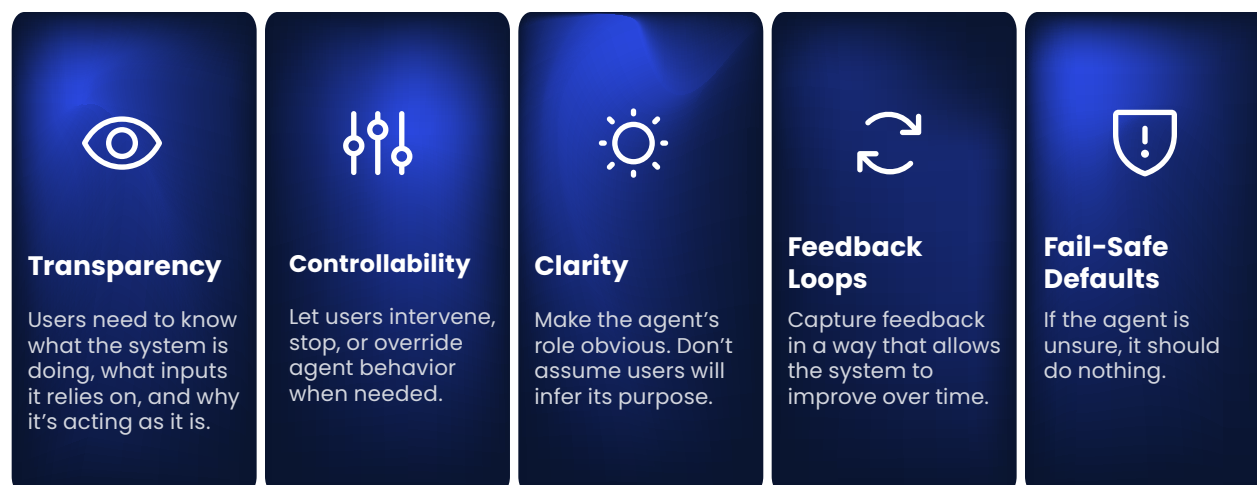 Transparency
Users need to know
what the system is
doing, what inputs
it relies on, and why
it’s acting as it is.
Controllability
Let users intervene,
stop, or override
agent behavior
when needed.
Clarity
Make the agent’s
role obvious. Don’t
assume users will
infer its purpose.
Feedback
Loops
Capture feedback
in a way that allows
the system to
improve over time.
Fail-Safe
Defaults
If the agent is
unsure, it should
do nothing.